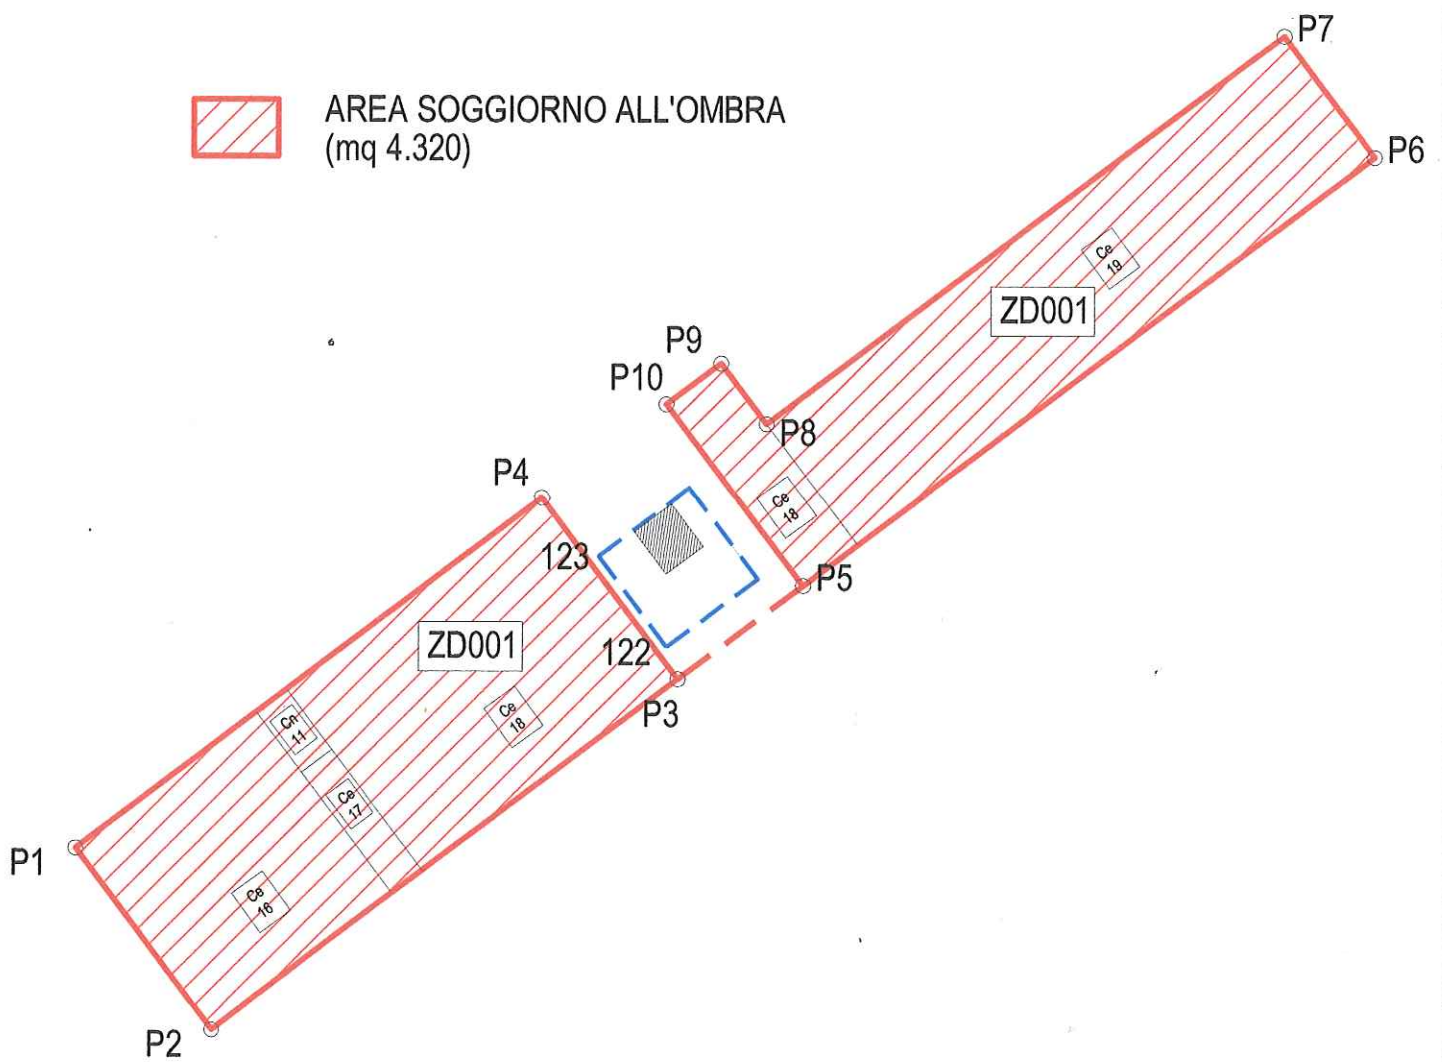 P7
AREA SOGGIORNO ALL'OMBRA
(mq 4.320)
P6
Ce
19
ZD001
P9
P10
P8
P4
Ce
18
123
P5
ZD001
122
P3
Ce
18
Cn
11
Ce
17
P1
Ce
16
P2